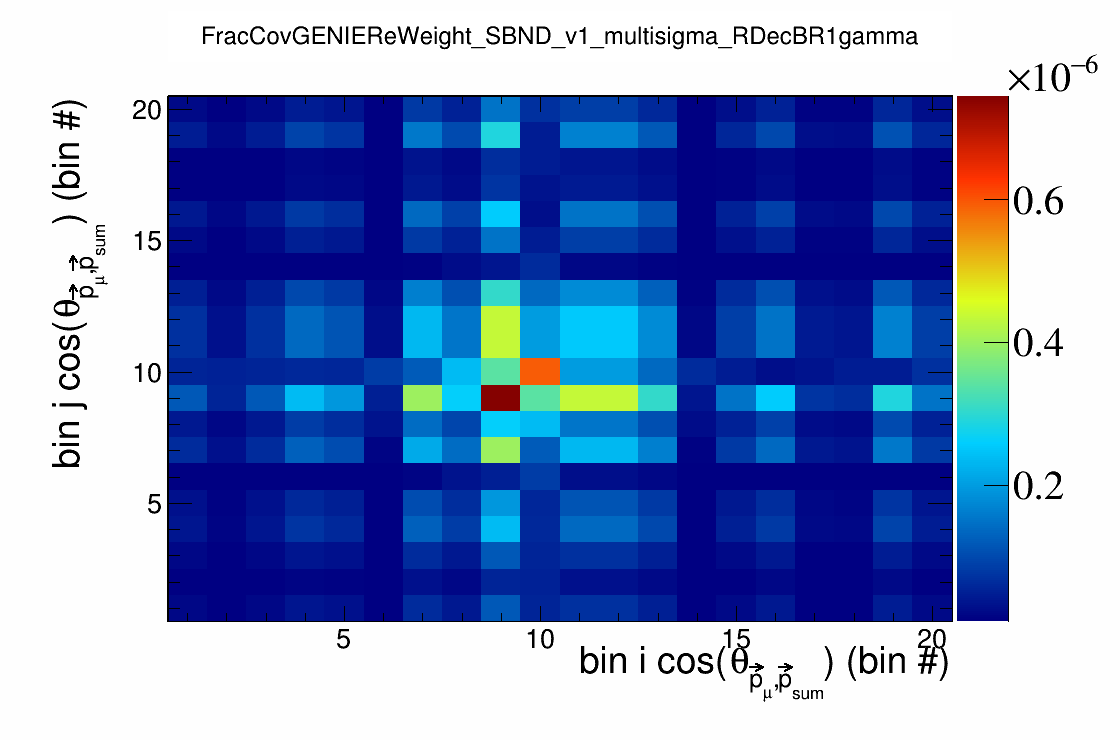 FracCovGENIEReWeight_SBND_v1_multisigma_RDecBR1gamma
×10⁻⁶
bin j cos(θ p⃗μ,p⃗sum) (bin #)
20
15
10
5
0.6
0.4
0.2
5 10 15 20
bin i cos(θ p⃗μ,p⃗sum) (bin #)